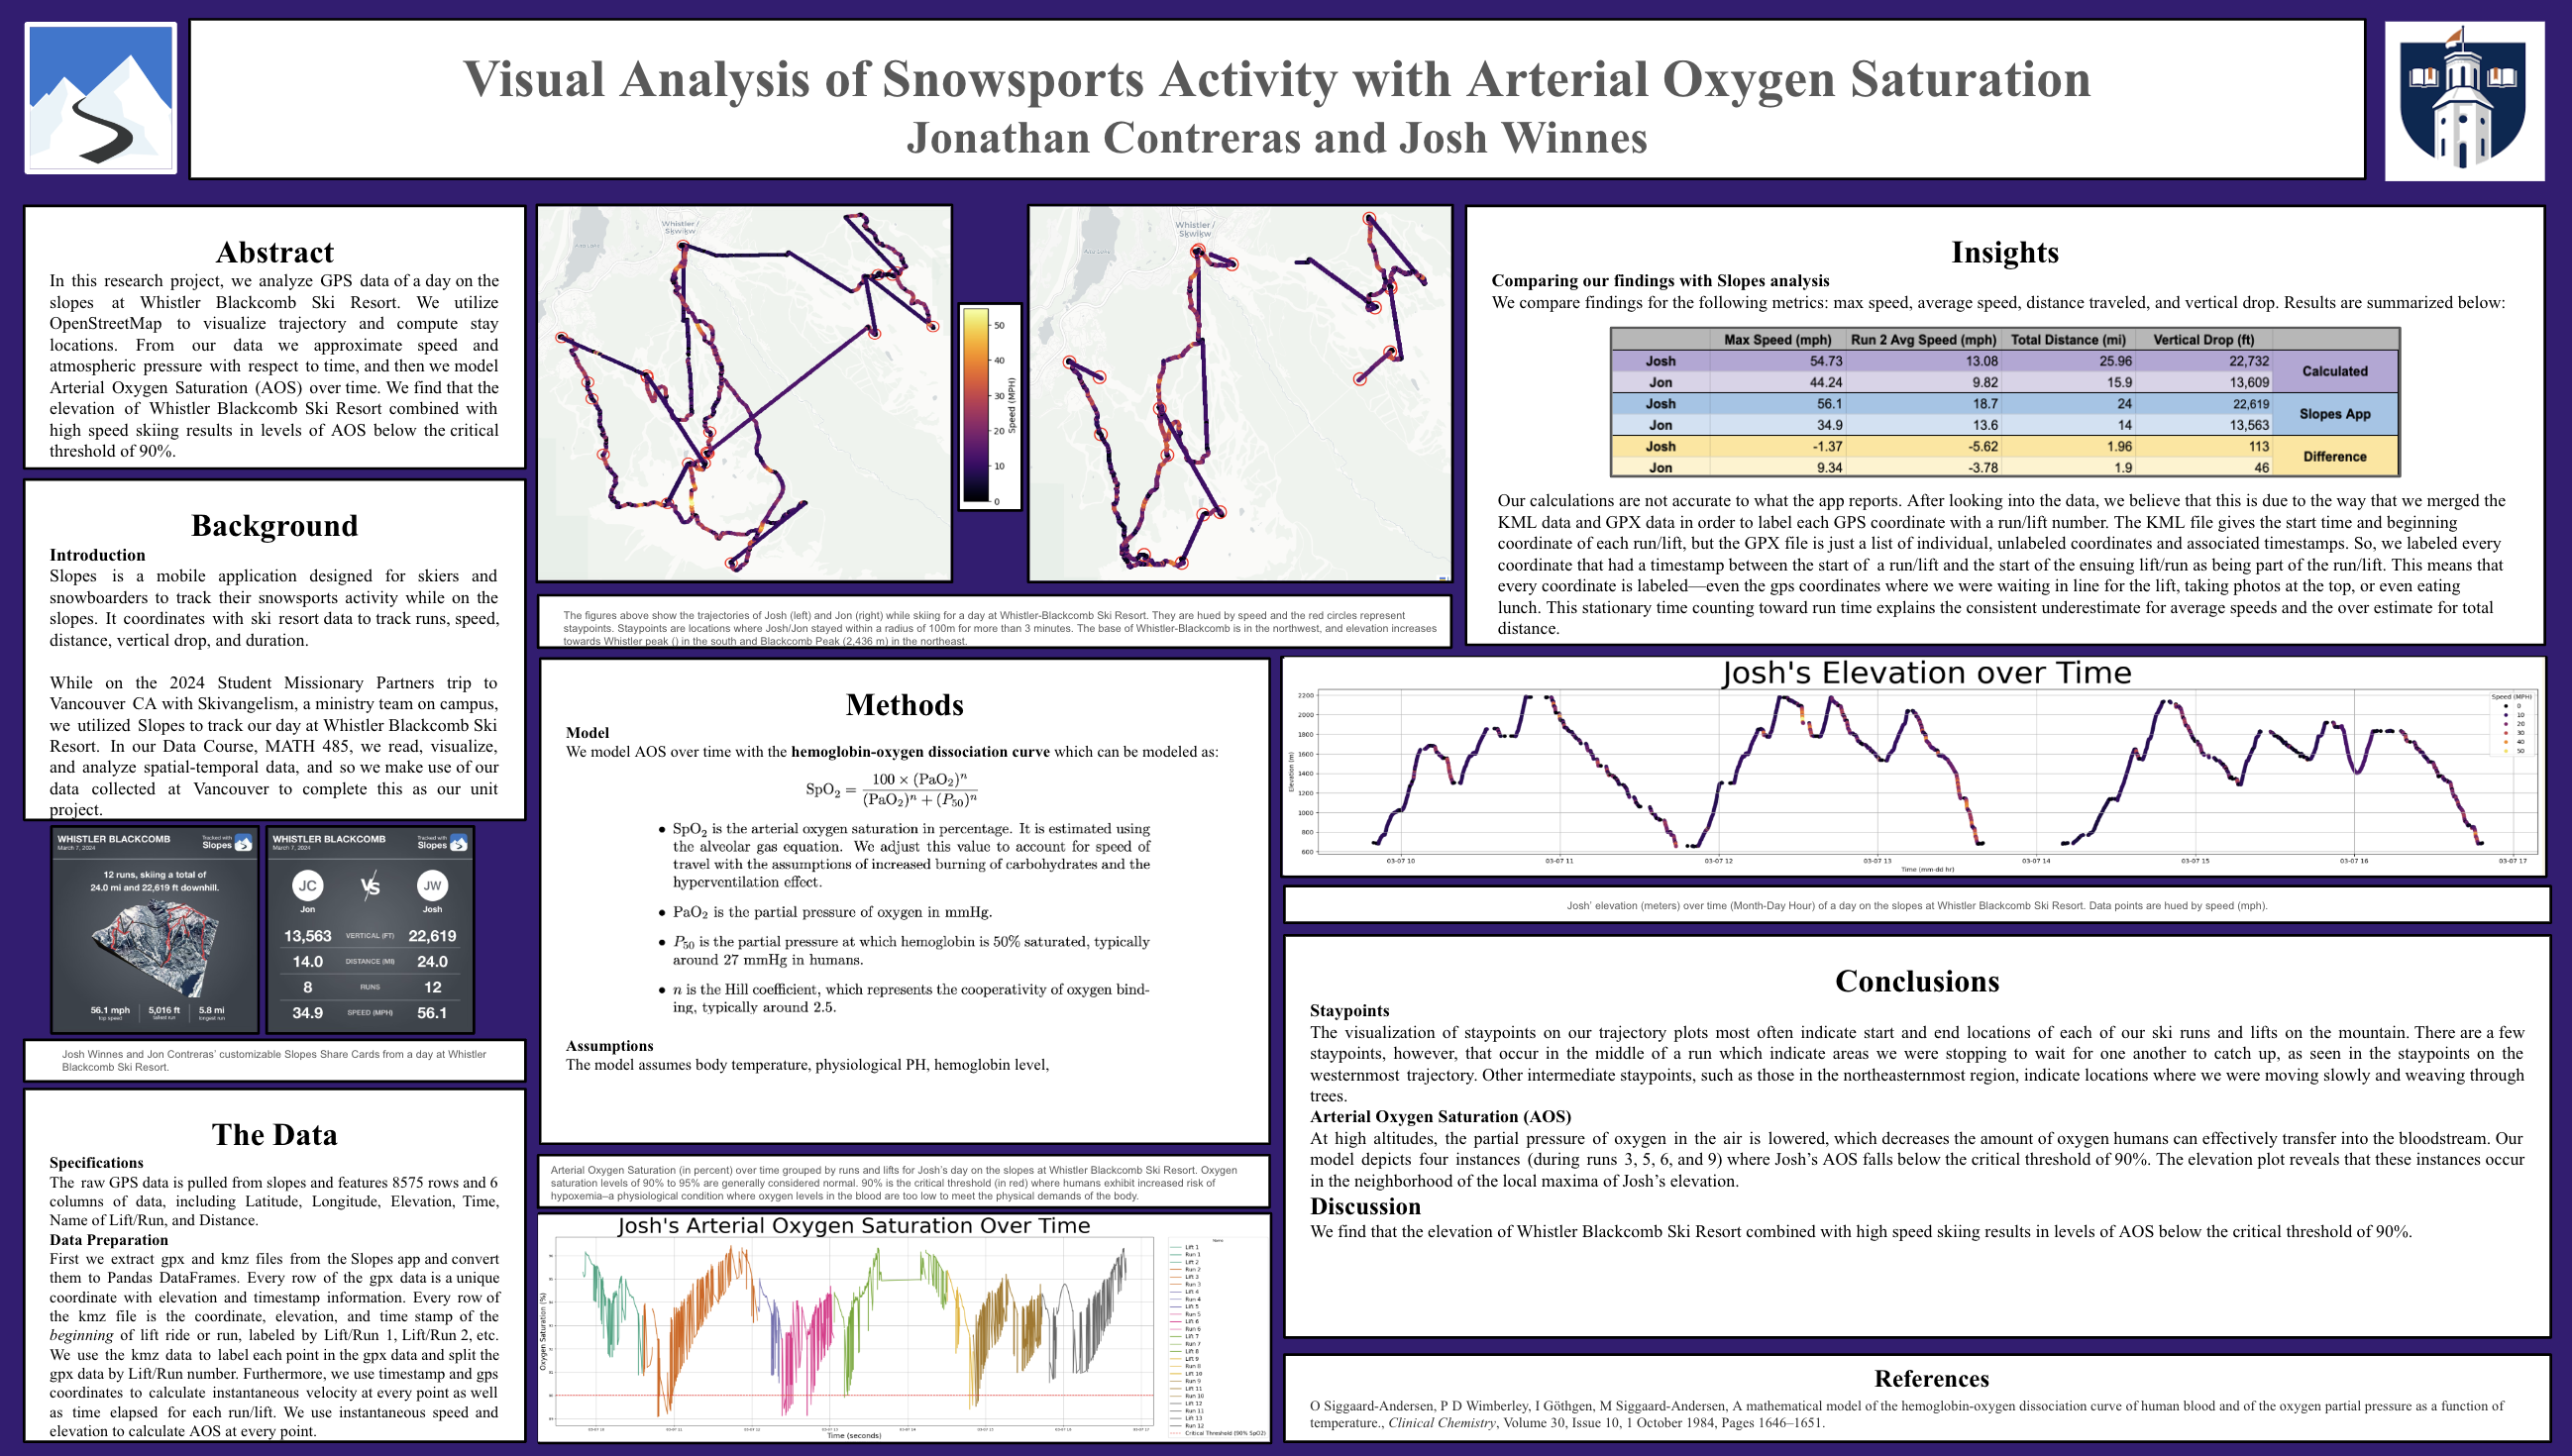 Visual Analysis of Snowsports Activity with Arterial Oxygen Saturation
Jonathan Contreras and Josh Winnes
Abstract
In this research project, we analyze GPS data of a day on the
slopes at Whistler Blackcomb Ski Resort. We utilize
OpenStreetMap to visualize trajectory and compute stay
locations. From our data we approximate speed and
atmospheric pressure with respect to time, and then we model
Arterial Oxygen Saturation (AOS) over time. We find that the
elevation of Whistler Blackcomb Ski Resort combined with
high speed skiing results in levels of AOS below the critical
threshold of 90%.
Background
Introduction
Slopes is a mobile application designed for skiers and
snowboarders to track their snowsports activity while on the
slopes. It coordinates with ski resort data to track runs, speed,
distance, vertical drop, and duration.
While on the 2024 Student Missionary Partners trip to
Vancouver CA with Skivangelism, a ministry team on campus,
we utilized Slopes to track our day at Whistler Blackcomb Ski
Resort. In our Data Course, MATH 485, we read, visualize,
and analyze spatial-temporal data, and so we make use of our
data collected at Vancouver to complete this as our unit
project.
WHISTLER BLACKCOMB
March 7, 2024
Tracked with
Slopes
12 runs, skiing a total of
24.0 mi and 22,619 ft downhill.
56.1 mph 5,016 ft 5.8 mi
top speed tallest run longest run
WHISTLER BLACKCOMB
March 7, 2024
Tracked with
Slopes
JC VS JW
Jon Josh
13,563 VERTICAL (FT) 22,619
14.0 DISTANCE (MI) 24.0
8 RUNS 12
34.9 SPEED (MPH) 56.1
Josh Winnes and Jon Contreras' customizable Slopes Share Cards from a day at Whistler
Blackcomb Ski Resort.
The Data
Specifications
The raw GPS data is pulled from slopes and features 8575 rows and 6
columns of data, including Latitude, Longitude, Elevation, Time,
Name of Lift/Run, and Distance.
Data Preparation
First we extract gpx and kmz files from the Slopes app and convert
them to Pandas DataFrames. Every row of the gpx data is a unique
coordinate with elevation and timestamp information. Every row of
the kmz file is the coordinate, elevation, and time stamp of the
beginning of lift ride or run, labeled by Lift/Run 1, Lift/Run 2, etc.
We use the kmz data to label each point in the gpx data and split the
gpx data by Lift/Run number. Furthermore, we use timestamp and gps
coordinates to calculate instantaneous velocity at every point as well
as time elapsed for each run/lift. We use instantaneous speed and
elevation to calculate AOS at every point.
Whistler /
Sḵwiḵw
Alta Lake
50
40
30
20
10
0
Speed (MPH)
Whistler /
Sḵwiḵw
Alta Lake
The figures above show the trajectories of Josh (left) and Jon (right) while skiing for a day at Whistler-Blackcomb Ski Resort. They are hued by speed and the red circles represent
staypoints. Staypoints are locations where Josh/Jon stayed within a radius of 100m for more than 3 minutes. The base of Whistler-Blackcomb is in the northwest, and elevation increases
towards Whistler peak () in the south and Blackcomb Peak (2,436 m) in the northeast.
Methods
Model
We model AOS over time with the hemoglobin-oxygen dissociation curve which can be modeled as:
SpO₂ = 100 × (PaO₂)ⁿ / (PaO₂)ⁿ + (P₅₀)ⁿ
• SpO₂ is the arterial oxygen saturation in percentage. It is estimated using
the alveolar gas equation. We adjust this value to account for speed of
travel with the assumptions of increased burning of carbohydrates and the
hyperventilation effect.
• PaO₂ is the partial pressure of oxygen in mmHg.
• P₅₀ is the partial pressure at which hemoglobin is 50% saturated, typically
around 27 mmHg in humans.
• n is the Hill coefficient, which represents the cooperativity of oxygen bind-
ing, typically around 2.5.
Assumptions
The model assumes body temperature, physiological PH, hemoglobin level,
Arterial Oxygen Saturation (in percent) over time grouped by runs and lifts for Josh's day on the slopes at Whistler Blackcomb Ski Resort. Oxygen
saturation levels of 90% to 95% are generally considered normal. 90% is the critical threshold (in red) where humans exhibit increased risk of
hypoxemia–a physiological condition where oxygen levels in the blood are too low to meet the physical demands of the body.
Josh's Arterial Oxygen Saturation Over Time
Oxygen Saturation (%)
Time (seconds)
Lift 1
Run 1
Lift 2
Run 2
Lift 3
Run 3
Lift 4
Run 4
Lift 5
Run 5
Lift 6
Run 6
Lift 7
Run 7
Lift 8
Lift 9
Run 8
Lift 10
Run 9
Lift 11
Run 10
Lift 12
Run 11
Lift 13
Run 12
Critical Threshold (90% SpO2)
Insights
Comparing our findings with Slopes analysis
We compare findings for the following metrics: max speed, average speed, distance traveled, and vertical drop. Results are summarized below:
Max Speed (mph) Run 2 Avg Speed (mph) Total Distance (mi) Vertical Drop (ft)
Josh 54.73 13.08 25.96 22,732
Calculated
Jon 44.24 9.82 15.9 13,609
Josh 56.1 18.7 24 22,619
Slopes App
Jon 34.9 13.6 14 13,563
Josh -1.37 -5.62 1.96 113
Difference
Jon 9.34 -3.78 1.9 46
Our calculations are not accurate to what the app reports. After looking into the data, we believe that this is due to the way that we merged the
KML data and GPX data in order to label each GPS coordinate with a run/lift number. The KML file gives the start time and beginning
coordinate of each run/lift, but the GPX file is just a list of individual, unlabeled coordinates and associated timestamps. So, we labeled every
coordinate that had a timestamp between the start of a run/lift and the start of the ensuing lift/run as being part of the run/lift. This means that
every coordinate is labeled—even the gps coordinates where we were waiting in line for the lift, taking photos at the top, or even eating
lunch. This stationary time counting toward run time explains the consistent underestimate for average speeds and the over estimate for total
distance.
Josh's Elevation over Time
Elevation (m)
2200
2000
1800
1600
1400
1200
1000
800
600
03-07 10 03-07 11 03-07 12 03-07 13 03-07 14 03-07 15 03-07 16 03-07 17
Time (mm-dd hr)
Speed (MPH)
0
10
20
30
40
50
Josh' elevation (meters) over time (Month-Day Hour) of a day on the slopes at Whistler Blackcomb Ski Resort. Data points are hued by speed (mph).
Conclusions
Staypoints
The visualization of staypoints on our trajectory plots most often indicate start and end locations of each of our ski runs and lifts on the mountain. There are a few
staypoints, however, that occur in the middle of a run which indicate areas we were stopping to wait for one another to catch up, as seen in the staypoints on the
westernmost trajectory. Other intermediate staypoints, such as those in the northeasternmost region, indicate locations where we were moving slowly and weaving through
trees.
Arterial Oxygen Saturation (AOS)
At high altitudes, the partial pressure of oxygen in the air is lowered, which decreases the amount of oxygen humans can effectively transfer into the bloodstream. Our
model depicts four instances (during runs 3, 5, 6, and 9) where Josh's AOS falls below the critical threshold of 90%. The elevation plot reveals that these instances occur
in the neighborhood of the local maxima of Josh's elevation.
Discussion
We find that the elevation of Whistler Blackcomb Ski Resort combined with high speed skiing results in levels of AOS below the critical threshold of 90%.
References
O Siggaard-Andersen, P D Wimberley, I Göthgen, M Siggaard-Andersen, A mathematical model of the hemoglobin-oxygen dissociation curve of human blood and of the oxygen partial pressure as a function of
temperature., Clinical Chemistry, Volume 30, Issue 10, 1 October 1984, Pages 1646–1651.